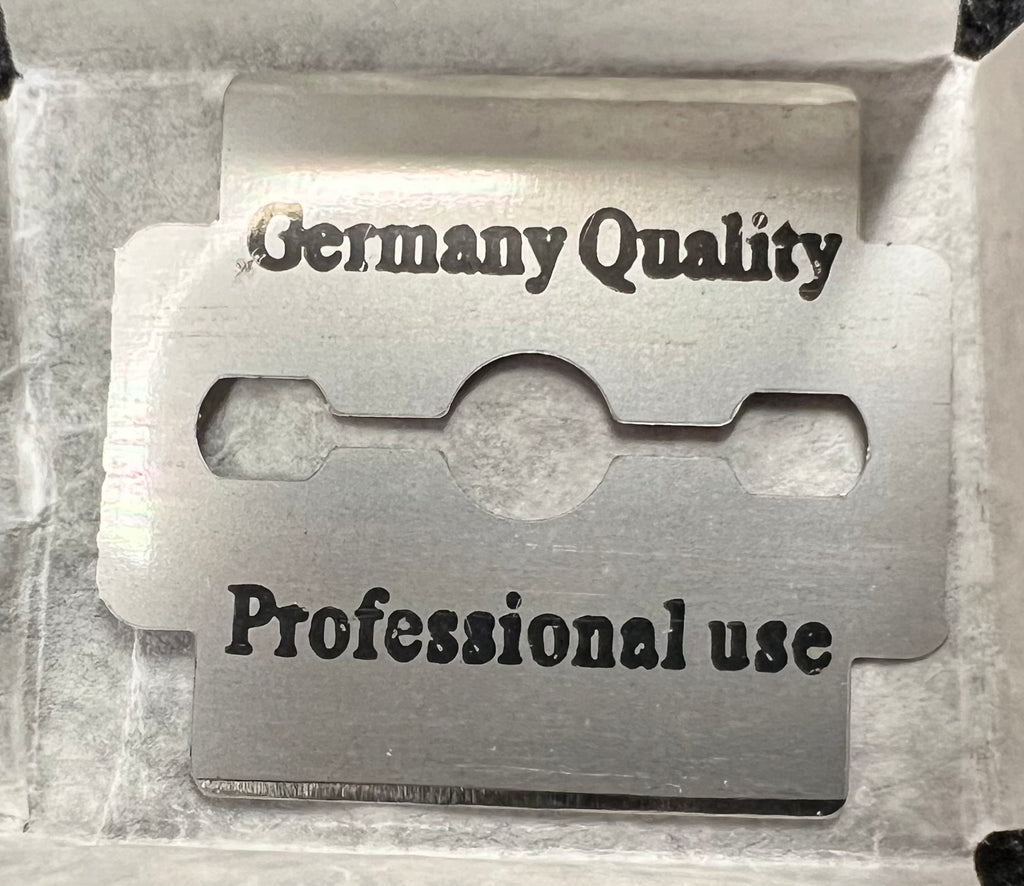 Germany Quality
Professional use